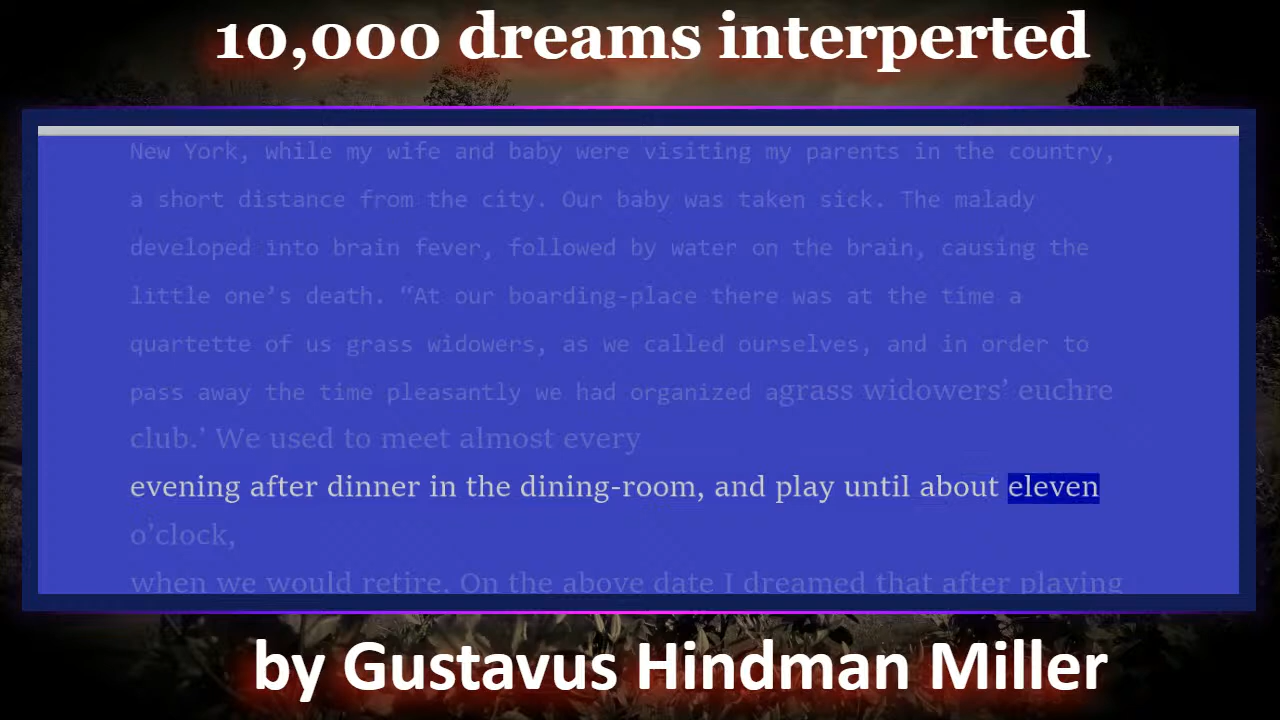 10,000 dreams interperted
New York, while my wife and baby were visiting my parents in the country,
a short distance from the city. Our baby was taken sick. The malady
developed into brain fever, followed by water on the brain, causing the
little one’s death. “At our boarding-place there was at the time a
quartette of us grass widowers, as we called ourselves, and in order to
pass away the time pleasantly we had organized agrass widowers’ euchre
club.’ We used to meet almost every
evening after dinner in the dining-room, and play until about eleven
o’clock,
when we would retire. On the above date I dreamed that after playing
by Gustavus Hindman Miller